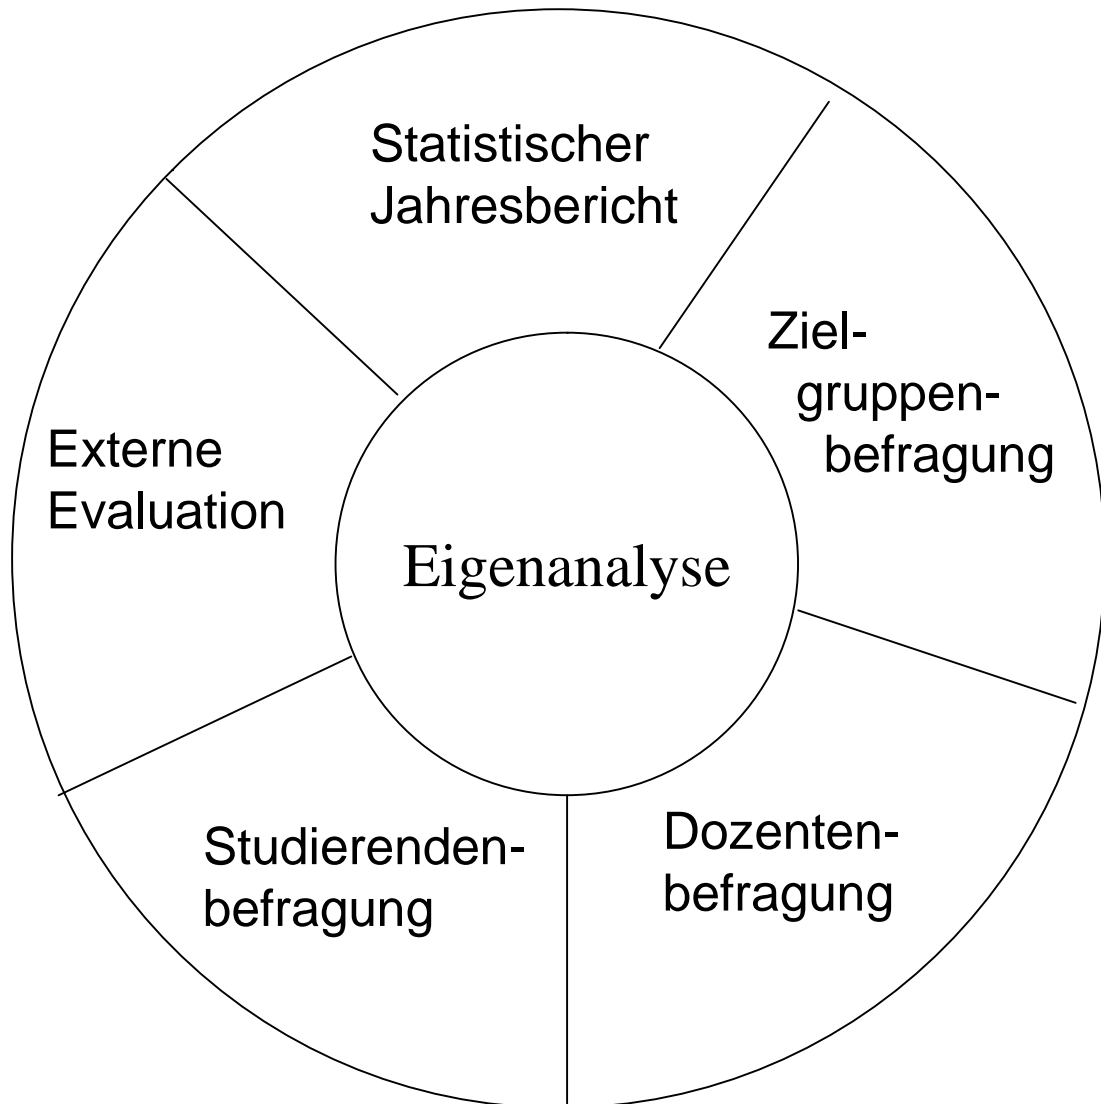 Statistischer
Jahresbericht
Ziel-
gruppen-
befragung
Externe
Evaluation
Eigenanalyse
Dozenten-
befragung
Studierenden-
befragung